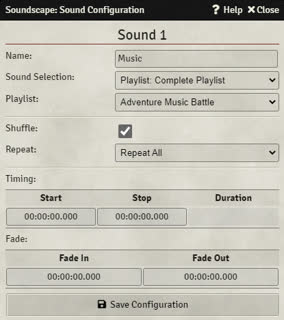 Soundscape: Sound Configuration ? Help × Close
Sound 1
Name: Music
Sound Selection: Playlist: Complete Playlist
Playlist: Adventure Music Battle
Shuffle:
Repeat: Repeat All
Timing:
Start Stop Duration
00:00:00.000 00:00:00.000
Fade:
Fade In Fade Out
00:00:00.000 00:00:00.000
Save Configuration